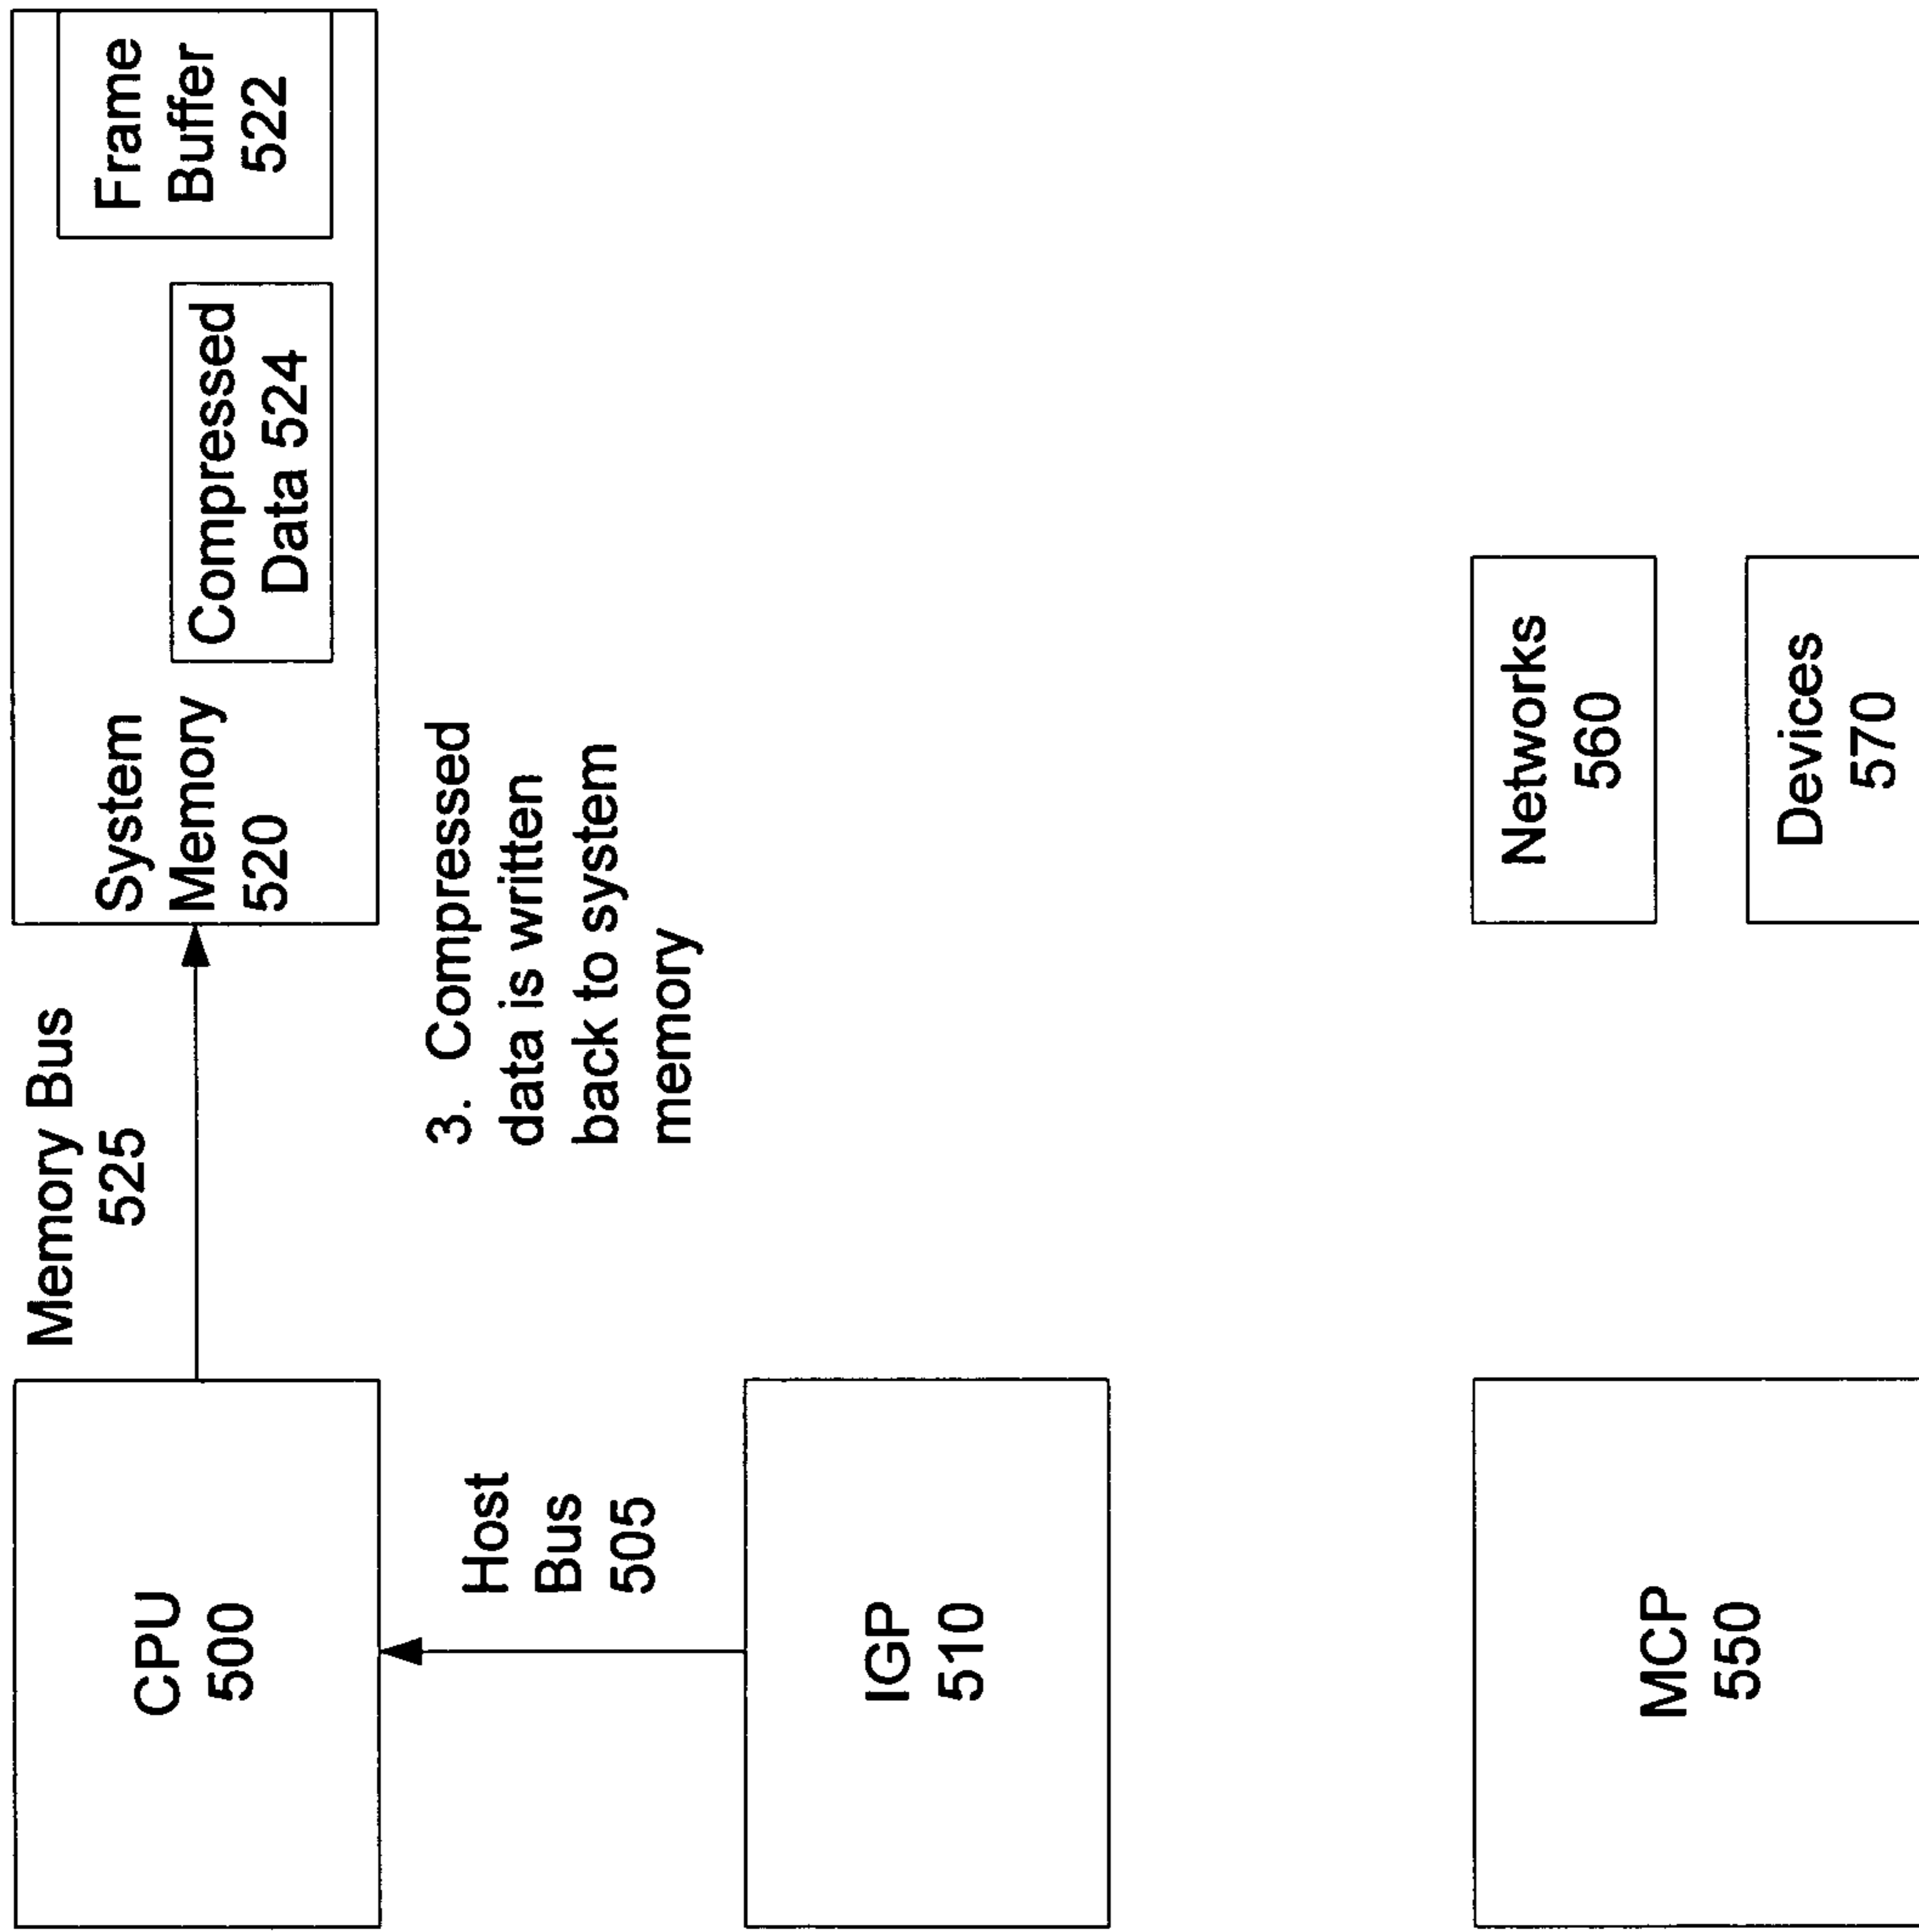 CPU
500
Memory Bus
525
System
Memory
520
Compressed
Data 524
Frame
Buffer
522
Host
Bus
505
3. Compressed
data is written
back to system
memory
IGP
510
MCP
550
Networks
560
Devices
570